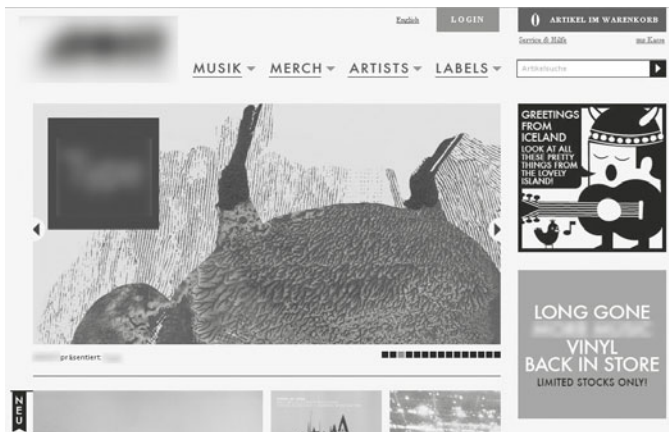 English
LOGIN
0 ARTIKEL IM WARENKORB
Service & Hilfe
zur Kasse
MUSIK
MERCH
ARTISTS
LABELS
Artikelsuche
GREETINGS
FROM
ICELAND
LOOK AT ALL
THESE PRETTY
THINGS FROM
THE LOVELY
ISLAND!
LONG GONE
VINYL
BACK IN STORE
LIMITED STOCKS ONLY!
präsentiert
NEU